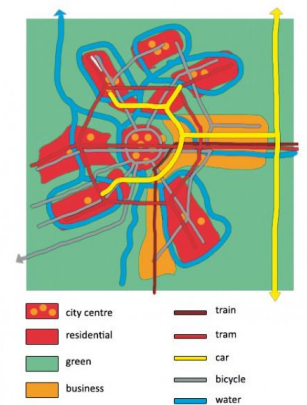 city centre
residential
green
business
train
tram
car
bicycle
water